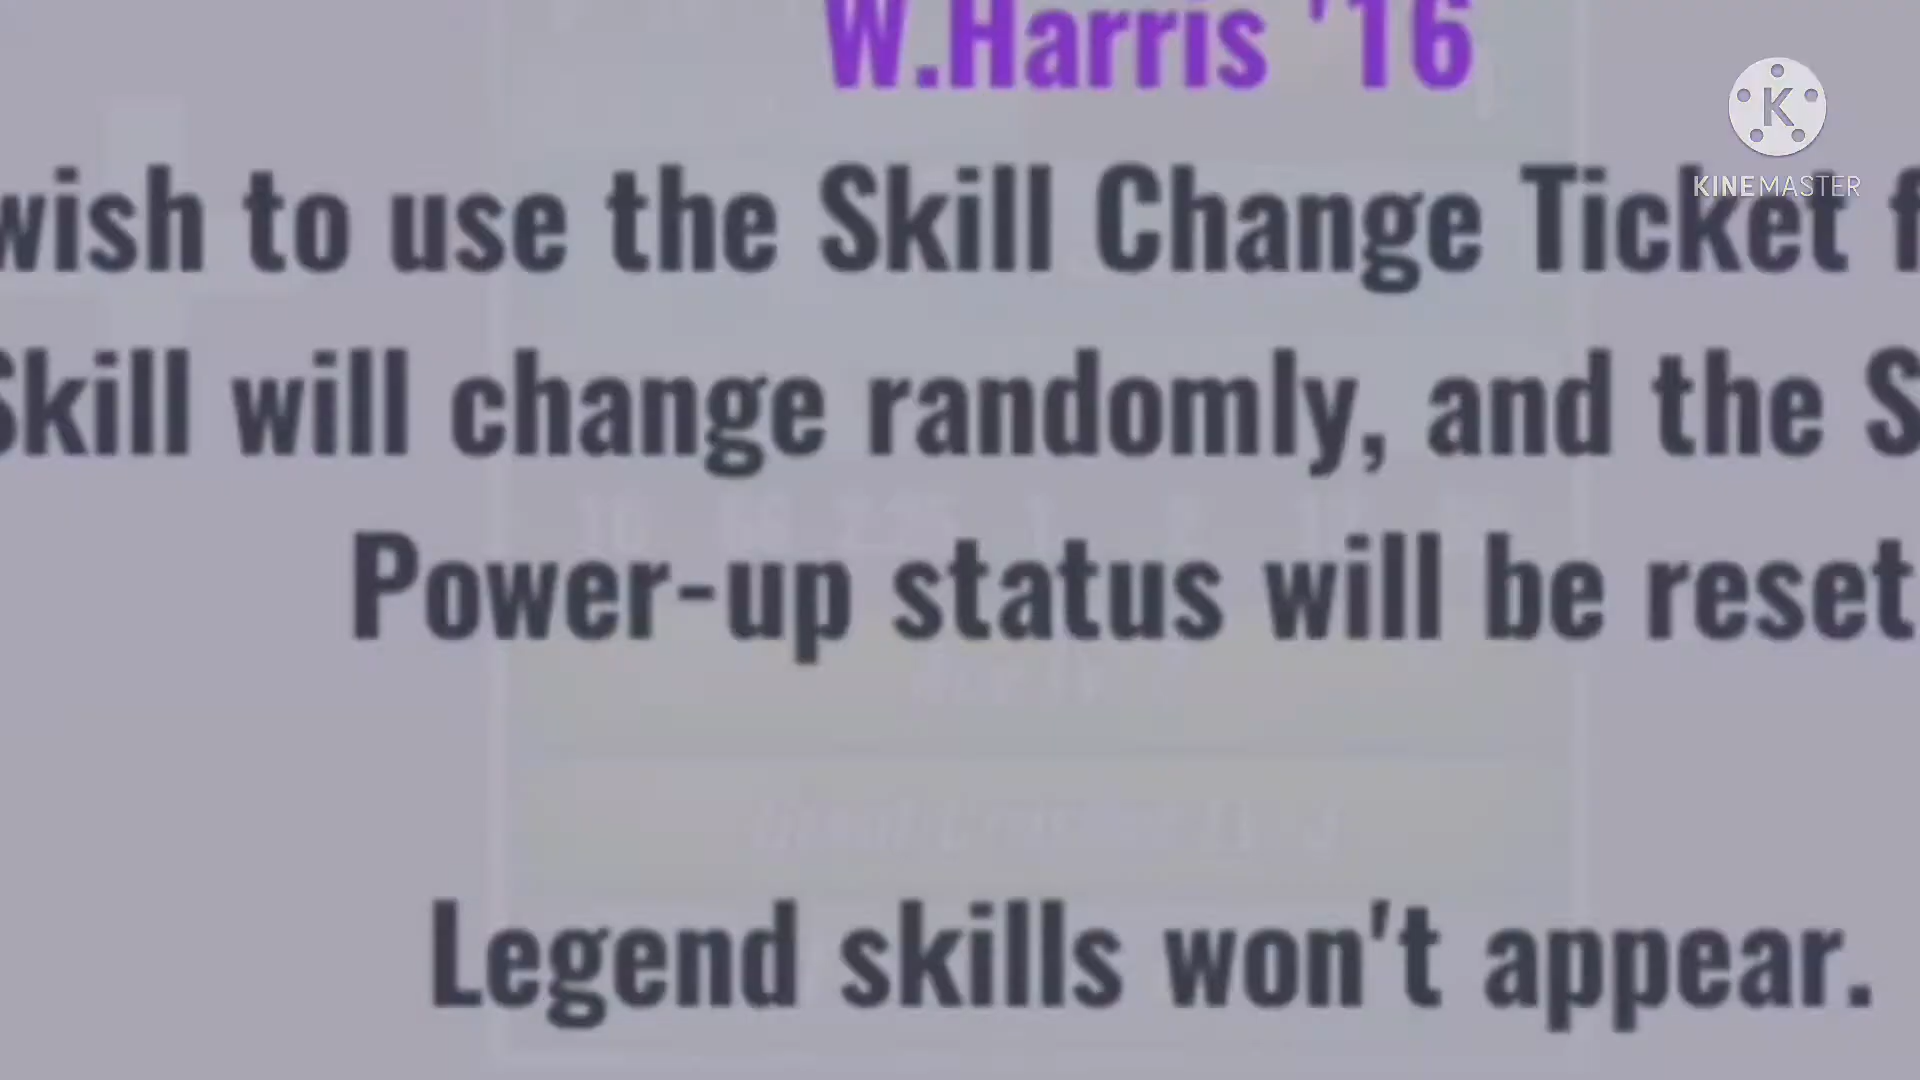 W.Harris '16
wish to use the Skill Change Ticket f
Skill will change randomly, and the S
Power-up status will be reset
Legend skills won't appear.
K
KINEMASTER